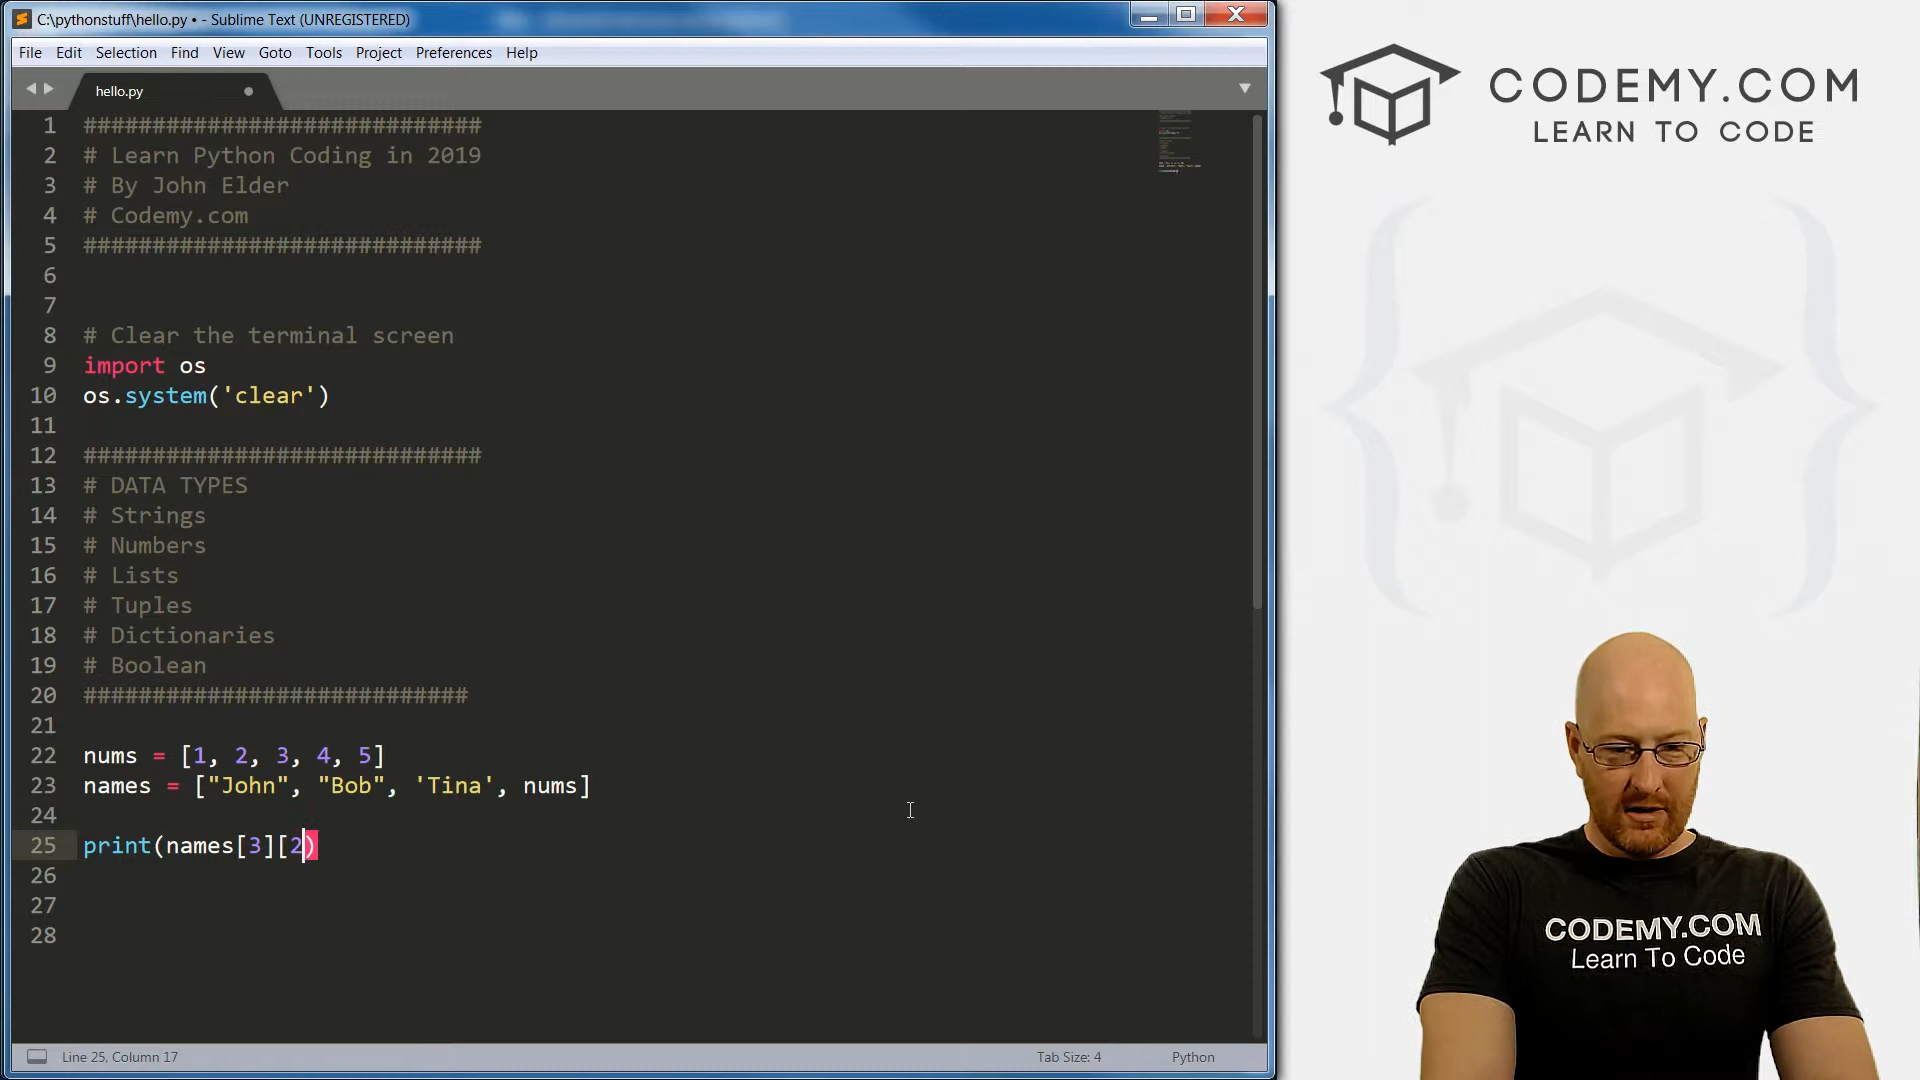 C:\pythonstuff\hello.py • - Sublime Text (UNREGISTERED)
File Edit Selection Find View Goto Tools Project Preferences Help
hello.py
1 #############################
2 # Learn Python Coding in 2019
3 # By John Elder
4 # Codemy.com
5 #############################
6
7
8 # Clear the terminal screen
9 import os
10 os.system('clear')
11
12 #############################
13 # DATA TYPES
14 # Strings
15 # Numbers
16 # Lists
17 # Tuples
18 # Dictionaries
19 # Boolean
20 ############################
21
22 nums = [1, 2, 3, 4, 5]
23 names = ["John", "Bob", 'Tina', nums]
24
25 print(names[3][2)
26
27
28
Line 25, Column 17
Tab Size: 4
Python
CODEMY.COM
LEARN TO CODE
CODEMY.COM
Learn To Code